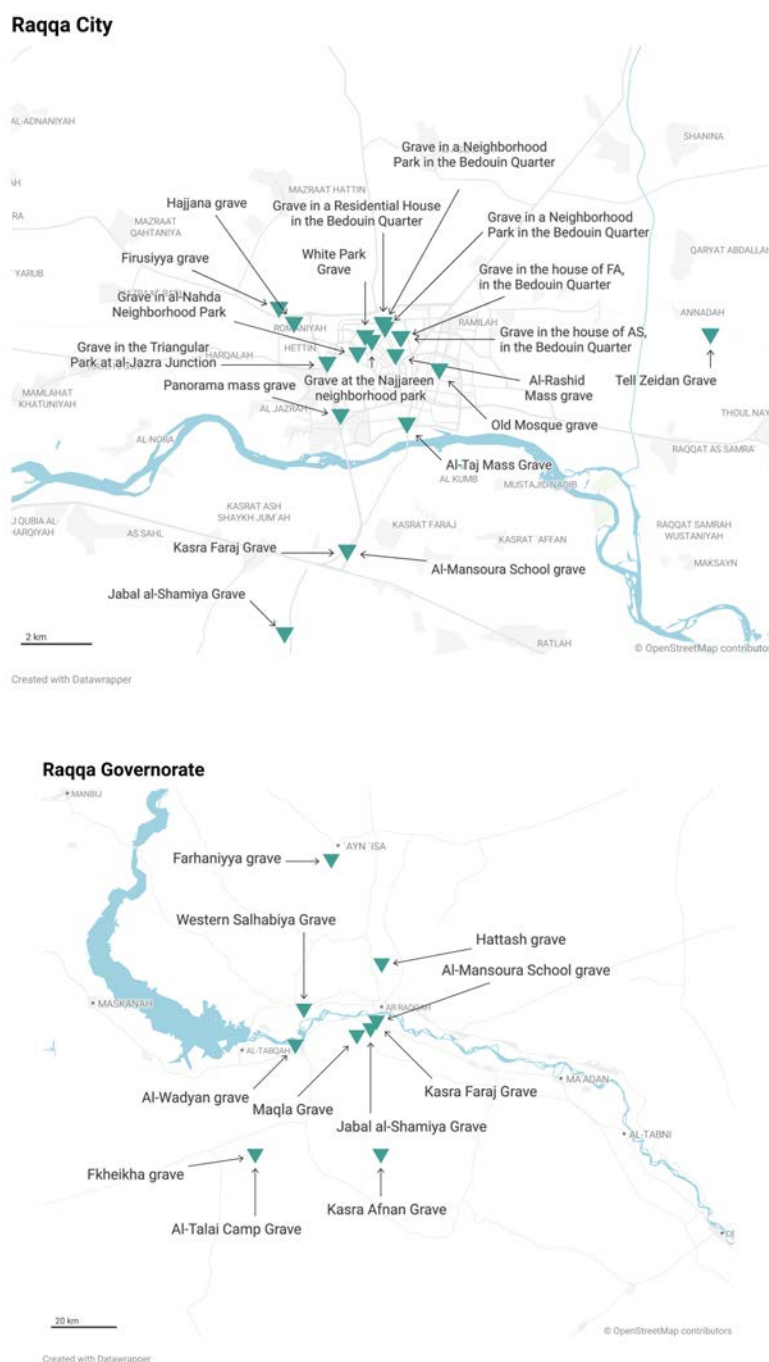 Raqqa City
AL-ADNANIYAH
SHANINA
Grave in a Neighborhood
Park in the Bedouin Quarter
MAZRAAT HATTIN
Hajjana grave
Grave in a Residential House
in the Bedouin Quarter
Grave in a Neighborhood
Park in the Bedouin Quarter
MAZRAAT
QAHTANIYA
RA
Firusiyya grave
White Park
Grave
QARYAT ABDALLAH
YARUB
Grave in the house of FA,
in the Bedouin Quarter
Grave in al-Nahda
Neighborhood Park
ROMANIYAH
RAMILAH
ANNADAH
HETTIN
Grave in the house of AS,
in the Bedouin Quarter
Grave in the Triangular
Park at al-Jazra Junction
HARQALAH
Panorama mass grave
Grave at the Najjareen
neighborhood park
Al-Rashid
Mass grave
Tell Zeidan Grave
MAMLAHAT
KHATUNIYAH
AL JAZRAH
Old Mosque grave
THOUL NAY
AL-NORA
RAQQAT AS SAMRA'
Al-Taj Mass Grave
AL KUMB
MUSTAJID NAQIB
KASRAT ASH
SHAYKH JUM'AH
J QUBIA AL-
HARQIYAH
AS SAHL
KASRAT FARAJ
KASRAT `AFFAN
RAQQAT SAMRAH
WUSTANIYAH
Kasra Faraj Grave
Al-Mansoura School grave
MAKSAYN
Jabal al-Shamiya Grave
2 km
RATLAH
© OpenStreetMap contributors
Created with Datawrapper
Raqqa Governorate
MANBIJ
`AYN `ISA
Farhaniyya grave
Western Salhabiya Grave
Hattash grave
Al-Mansoura School grave
MASKANAH
AR RAQQAH
AL-TABQAH
MA'ADAN
Al-Wadyan grave
Maqla Grave
Kasra Faraj Grave
Jabal al-Shamiya Grave
AL-TABNI
Fkheikha grave
Kasra Afnan Grave
Al-Talai Camp Grave
20 km
© OpenStreetMap contributors
Created with Datawrapper